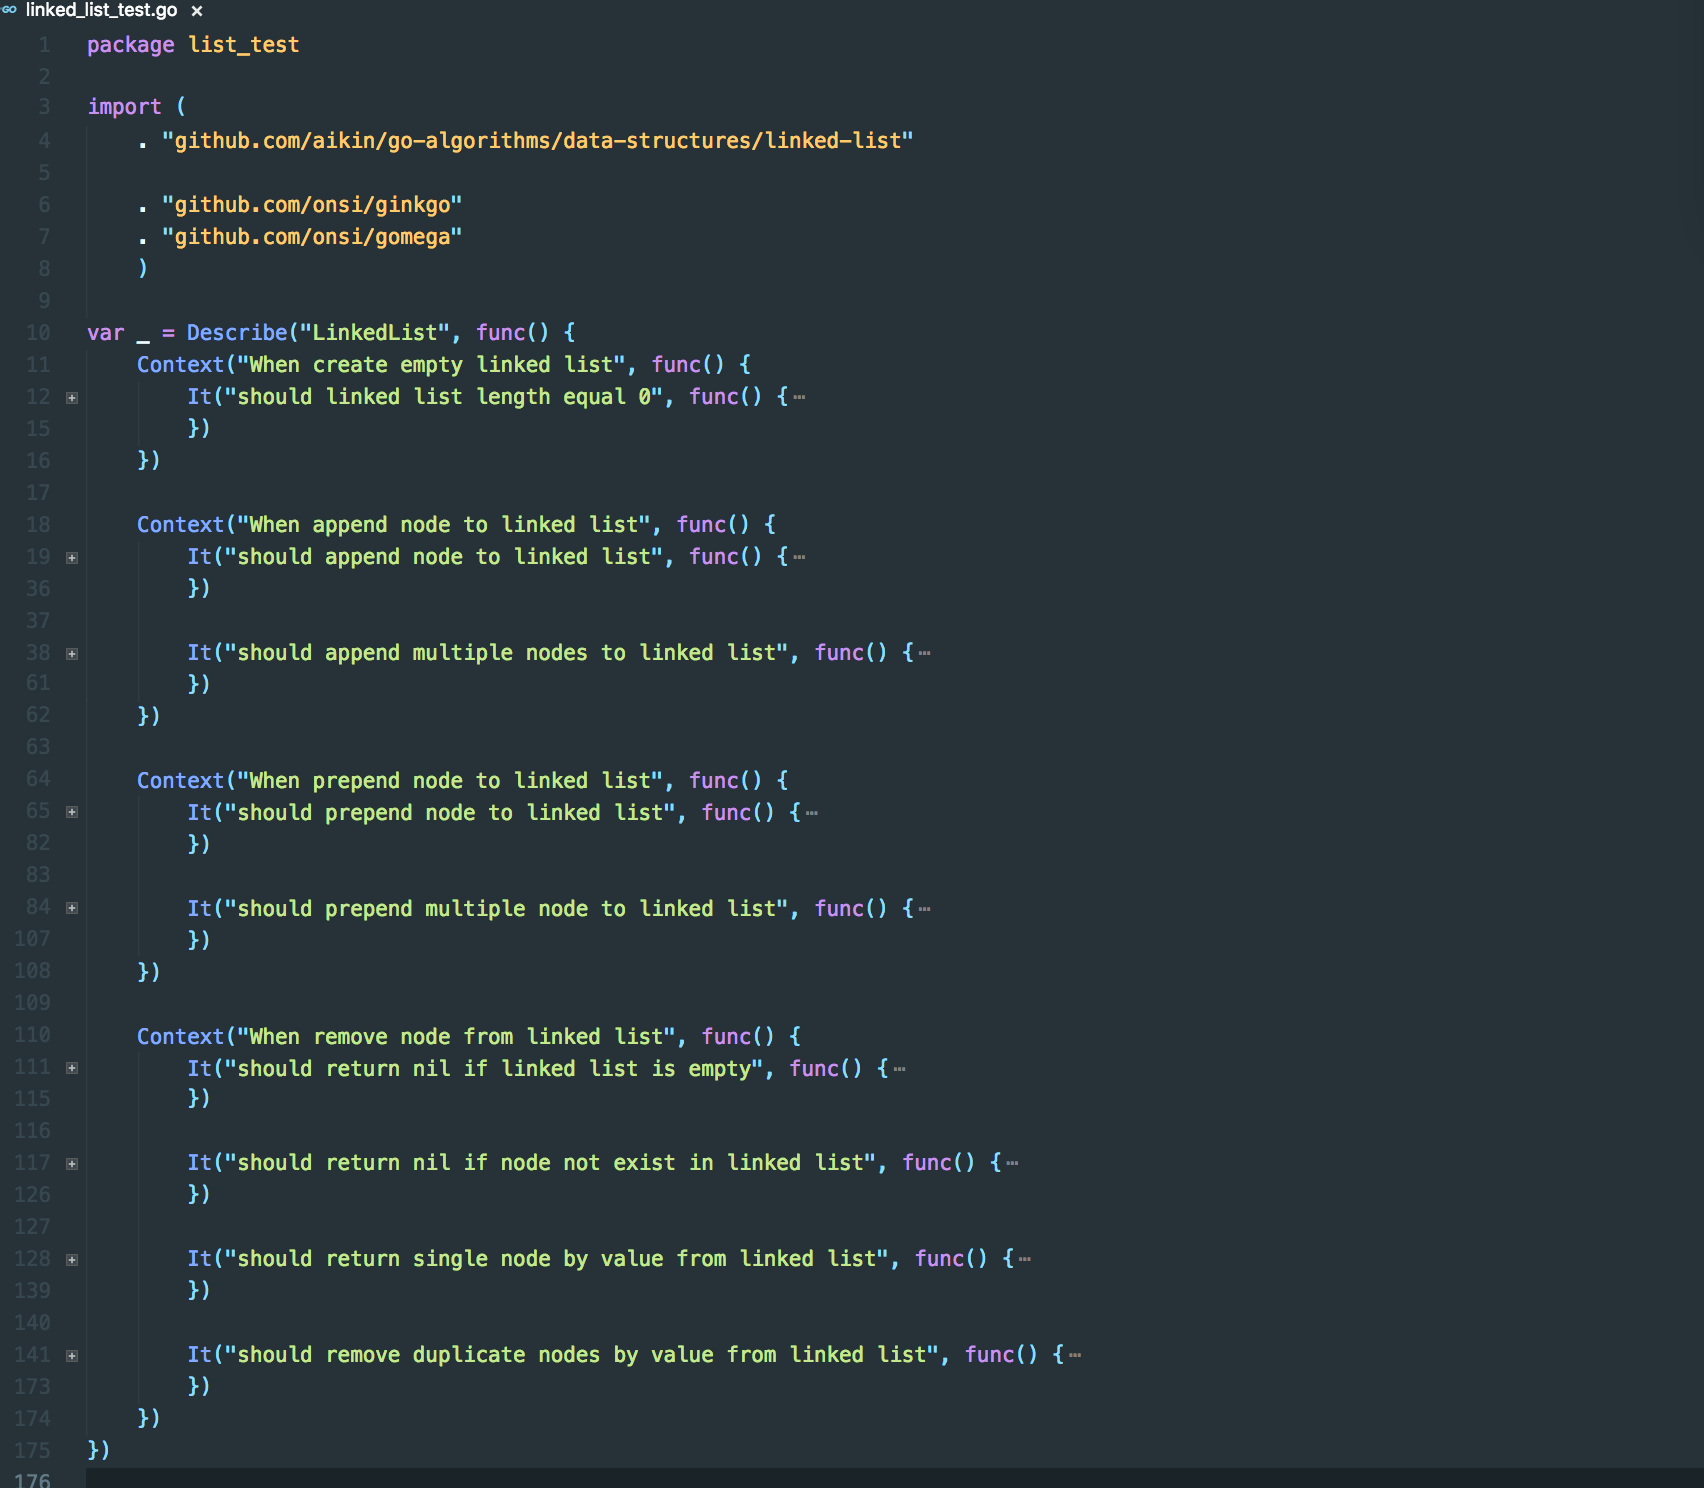 GO linked_list_test.go ×
1 package list_test
2
3 import (
4     . "github.com/aikin/go-algorithms/data-structures/linked-list"
5
6     . "github.com/onsi/ginkgo"
7     . "github.com/onsi/gomega"
8     )
9
10 var _ = Describe("LinkedList", func() {
11     Context("When create empty linked list", func() {
12 +         It("should linked list length equal 0", func() {…
15         })
16     })
17
18     Context("When append node to linked list", func() {
19 +         It("should append node to linked list", func() {…
36         })
37
38 +         It("should append multiple nodes to linked list", func() {…
61         })
62     })
63
64     Context("When prepend node to linked list", func() {
65 +         It("should prepend node to linked list", func() {…
82         })
83
84 +         It("should prepend multiple node to linked list", func() {…
107         })
108     })
109
110     Context("When remove node from linked list", func() {
111 +         It("should return nil if linked list is empty", func() {…
115         })
116
117 +         It("should return nil if node not exist in linked list", func() {…
126         })
127
128 +         It("should return single node by value from linked list", func() {…
139         })
140
141 +         It("should remove duplicate nodes by value from linked list", func() {…
173         })
174     })
175 })
176